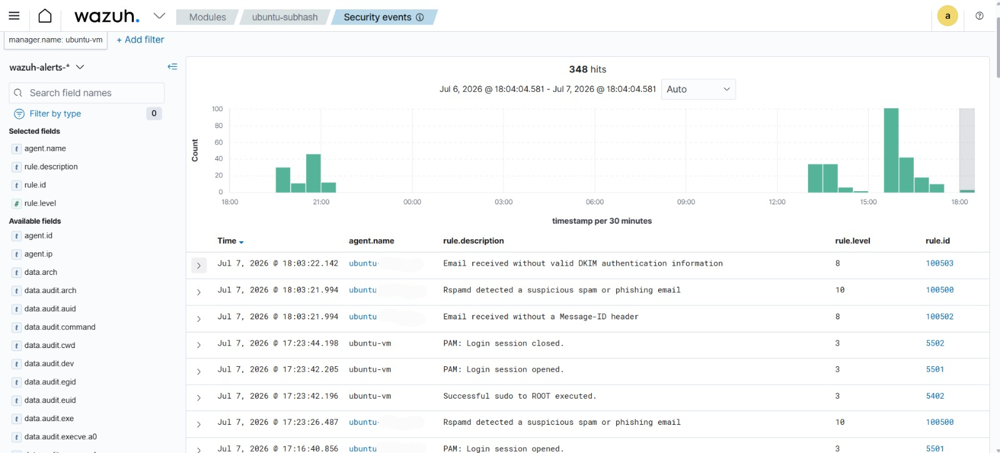 wazuh.
Modules
ubuntu-subhash
Security events
a
manager.name: ubuntu-vm
+ Add filter
wazuh-alerts-*
Search field names
Filter by type
0
Selected fields
t agent.name
t rule.description
t rule.id
# rule.level
Available fields
t agent.id
t agent.ip
t data.arch
t data.audit.arch
t data.audit.auid
t data.audit.command
t data.audit.cwd
t data.audit.dev
t data.audit.egid
t data.audit.euid
t data.audit.exe
t data.audit.execve.a0
348 hits
Jul 6, 2026 @ 18:04:04.581 - Jul 7, 2026 @ 18:04:04.581
Auto
Count
100
80
60
40
20
0
18:00 21:00 00:00 03:00 06:00 09:00 12:00 15:00 18:00
timestamp per 30 minutes
Time agent.name rule.description rule.level rule.id
Jul 7, 2026 @ 18:03:22.142 ubuntu- Email received without valid DKIM authentication information 8 100503
Jul 7, 2026 @ 18:03:21.994 ubuntu Rspamd detected a suspicious spam or phishing email 10 100500
Jul 7, 2026 @ 18:03:21.994 ubuntu Email received without a Message-ID header 8 100502
Jul 7, 2026 @ 17:23:44.198 ubuntu-vm PAM: Login session closed. 3 5502
Jul 7, 2026 @ 17:23:42.205 ubuntu-vm PAM: Login session opened. 3 5501
Jul 7, 2026 @ 17:23:42.196 ubuntu-vm Successful sudo to ROOT executed. 3 5402
Jul 7, 2026 @ 17:23:26.487 ubuntu- Rspamd detected a suspicious spam or phishing email 10 100500
Jul 7, 2026 @ 17:16:40.856 ubuntu PAM: Login session opened. 3 5501